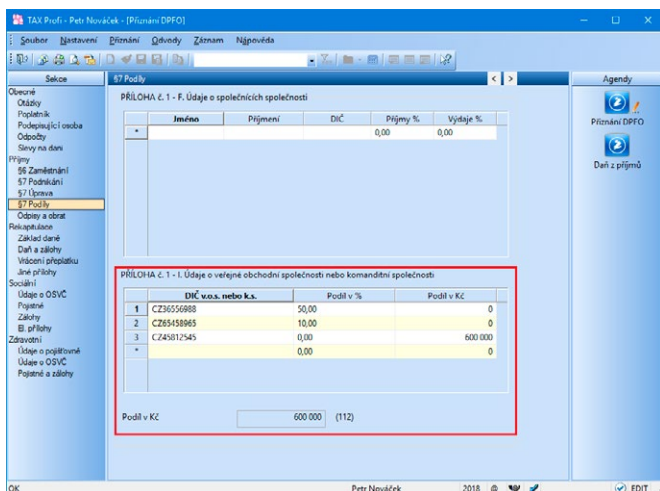 TAX Profi - Petr Nováček - [Přiznání DPFO]
Soubor Nastavení Přiznání Odvody Záznam Nápověda
Sekce
§7 Podíly
Agendy
Obecné
Otázky
Poplatník
Podepisující osoba
Odpočty
Slevy na dani
Příjmy
§6 Zaměstnání
§7 Podnikání
§7 Úprava
§7 Podíly
Odpisy a obrat
Rekapitulace
Základ daně
Daň a zálohy
Vrácení přeplatku
Jiné přílohy
Sociální
Údaje o OSVČ
Pojistné
Zálohy
El. přílohy
Zdravotní
Údaje o pojišťovně
Údaje o OSVČ
Pojistné a zálohy
PŘÍLOHA č. 1 - F. Údaje o společnících společnosti
Jméno Příjmení DIČ Příjmy % Výdaje %
* 0,00 0,00
PŘÍLOHA č. 1 - I. Údaje o veřejné obchodní společnosti nebo komanditní společnosti
DIČ v.o.s. nebo k.s. Podíl v % Podíl v Kč
1 CZ36556988 50,00 0
2 CZ65458965 10,00 0
3 CZ45812545 0,00 600 000
* 0,00 0
Podíl v Kč 600 000 (112)
Přiznání DPFO
Daň z příjmů
OK Petr Nováček 2018 @ EDIT